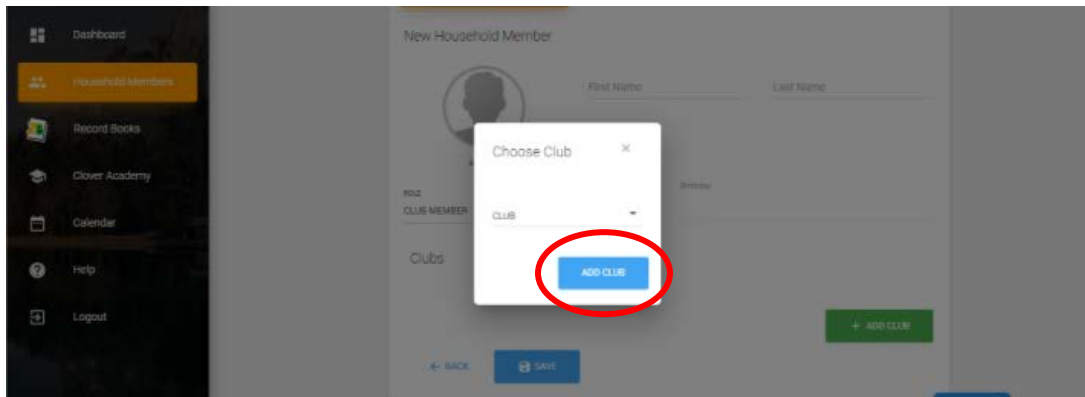 Dashboard
Household Members
Record Books
Clover Academy
Calendar
Help
Logout
New Household Member
First Name
Last Name
Birthday
ROLE
CLUB MEMBER
Clubs
+ ADD CLUB
← BACK
SAVE
Choose Club
×
CLUB
ADD CLUB